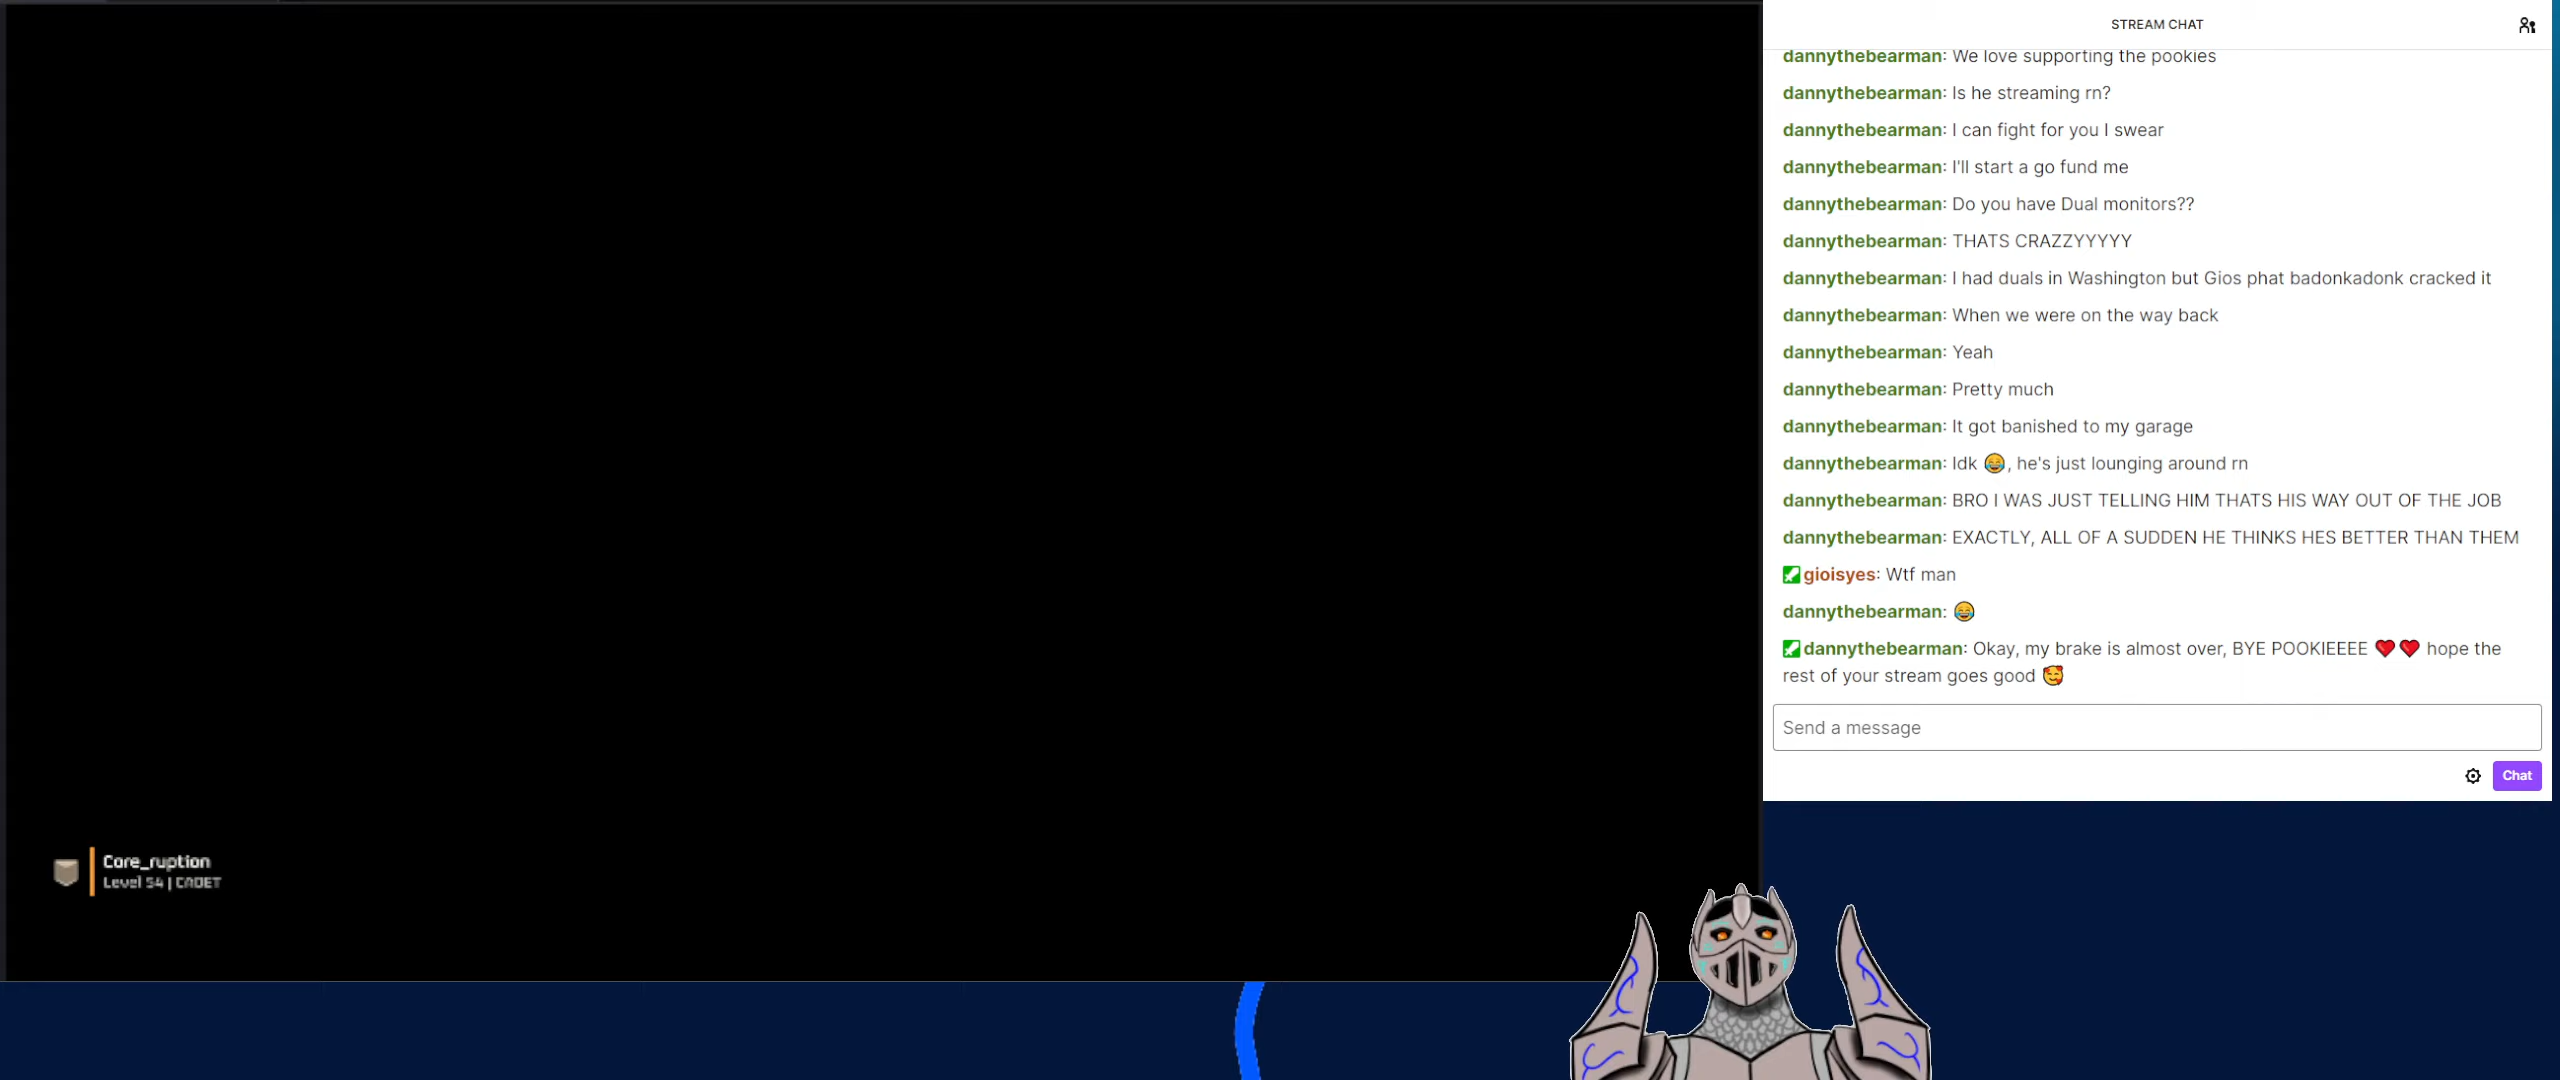 STREAM CHAT
dannythebearman: We love supporting the pookies
dannythebearman: Is he streaming rn?
dannythebearman: I can fight for you I swear
dannythebearman: I'll start a go fund me
dannythebearman: Do you have Dual monitors??
dannythebearman: THATS CRAZZYYYYY
dannythebearman: I had duals in Washington but Gios phat badonkadonk cracked it
dannythebearman: When we were on the way back
dannythebearman: Yeah
dannythebearman: Pretty much
dannythebearman: It got banished to my garage
dannythebearman: Idk 😂, he's just lounging around rn
dannythebearman: BRO I WAS JUST TELLING HIM THATS HIS WAY OUT OF THE JOB
dannythebearman: EXACTLY, ALL OF A SUDDEN HE THINKS HES BETTER THAN THEM
gioisyes: Wtf man
dannythebearman: 😂
dannythebearman: Okay, my brake is almost over, BYE POOKIEEEE ❤️❤️ hope the
rest of your stream goes good 🥰
Send a message
Chat
Core_ruption
Level 54 | CADET